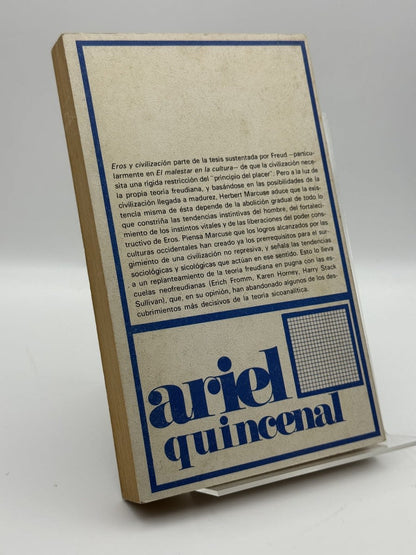 Eros y civilización parte de la tesis sustentada por Freud —particu-
larmente en El malestar en la cultura— de que la civilización nece-
sita una rígida restricción del "principio del placer". Pero a la luz de
la propia teoría freudiana, y basándose en las posibilidades de la
civilización llegada a madurez, Herbert Marcuse aduce que la exis-
tencia misma de ésta depende de la abolición gradual de todo lo
que constriña las tendencias instintivas del hombre, del fortaleci-
miento de los instintos vitales y de las liberaciones del poder cons-
tructivo de Eros. Piensa Marcuse que los logros alcanzados por las
culturas occidentales han creado ya los prerequisitos para el sur-
gimiento de una civilización no represiva, y señala las tendencias
sociológicas y sicológicas que actúan en ese sentido. Esto lo lleva
a un replanteamiento de la teoría freudiana en pugna con las es-
cuelas neofreudianas (Erich Fromm, Karen Horney, Harry Stack
Sullivan), que, en su opinión, han abandonado algunos de los des-
cubrimientos más decisivos de la teoría sicoanalítica.
ariel
quincenal